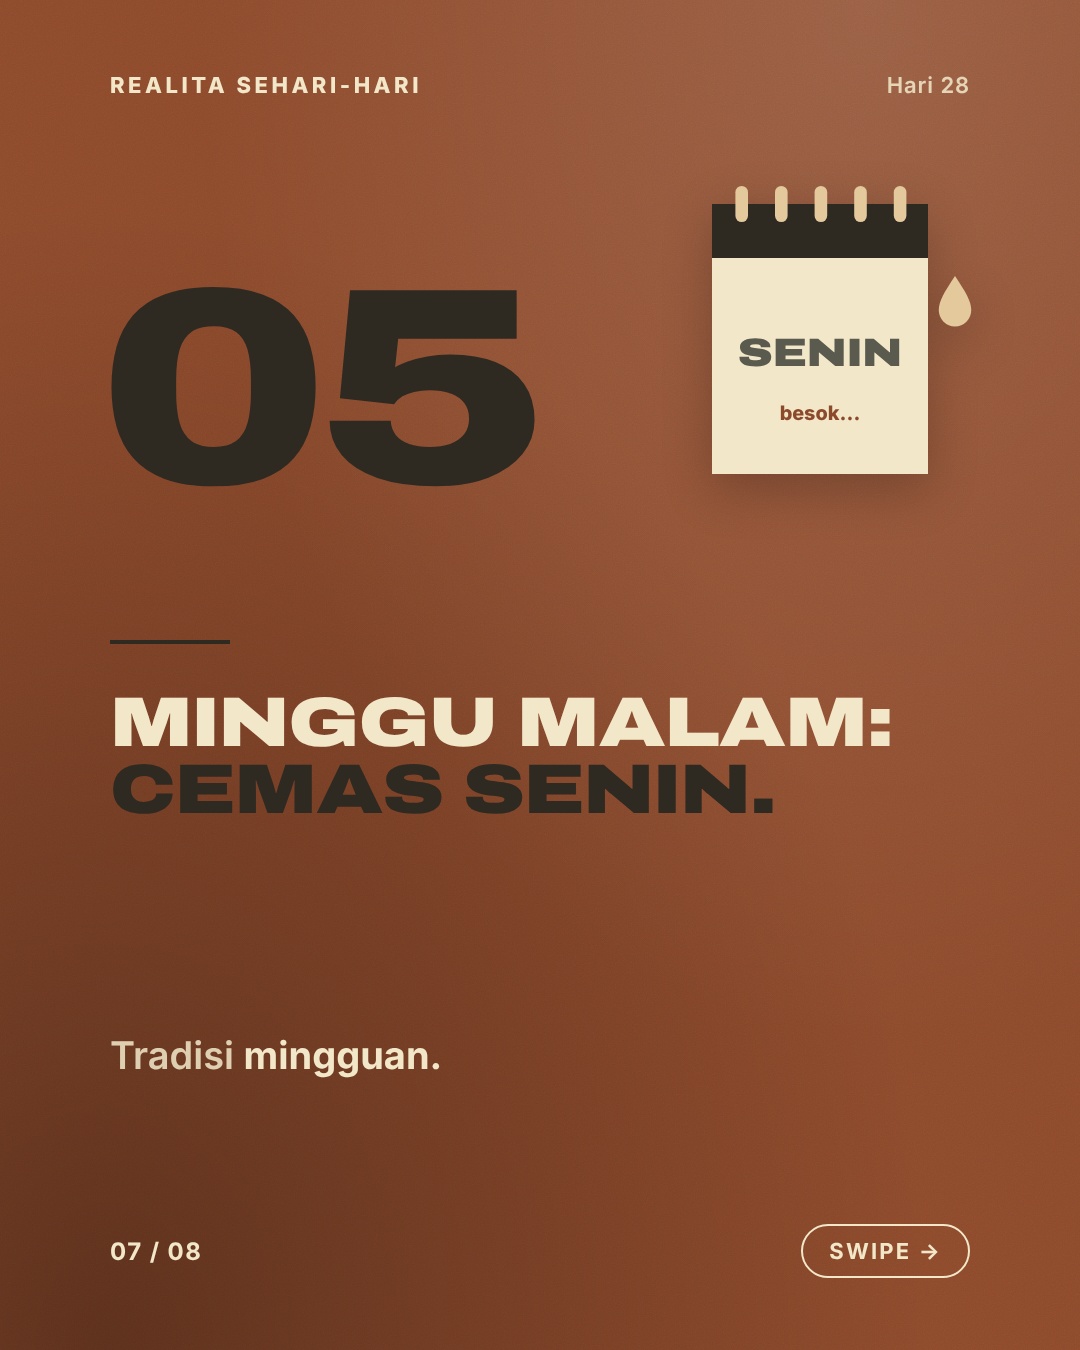 REALITA SEHARI-HARI
Hari 28
05
SENIN
besok...
MINGGU MALAM:
CEMAS SENIN.
Tradisi mingguan.
07 / 08
SWIPE →